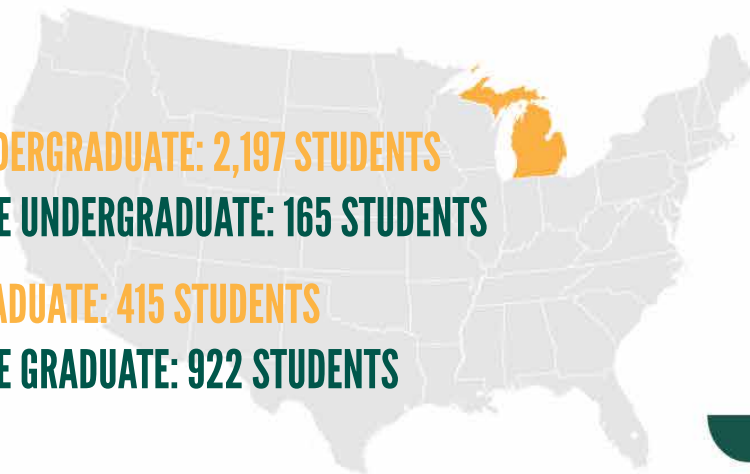 DERGRADUATE: 2,197 STUDENTS
E UNDERGRADUATE: 165 STUDENTS
ADUATE: 415 STUDENTS
E GRADUATE: 922 STUDENTS